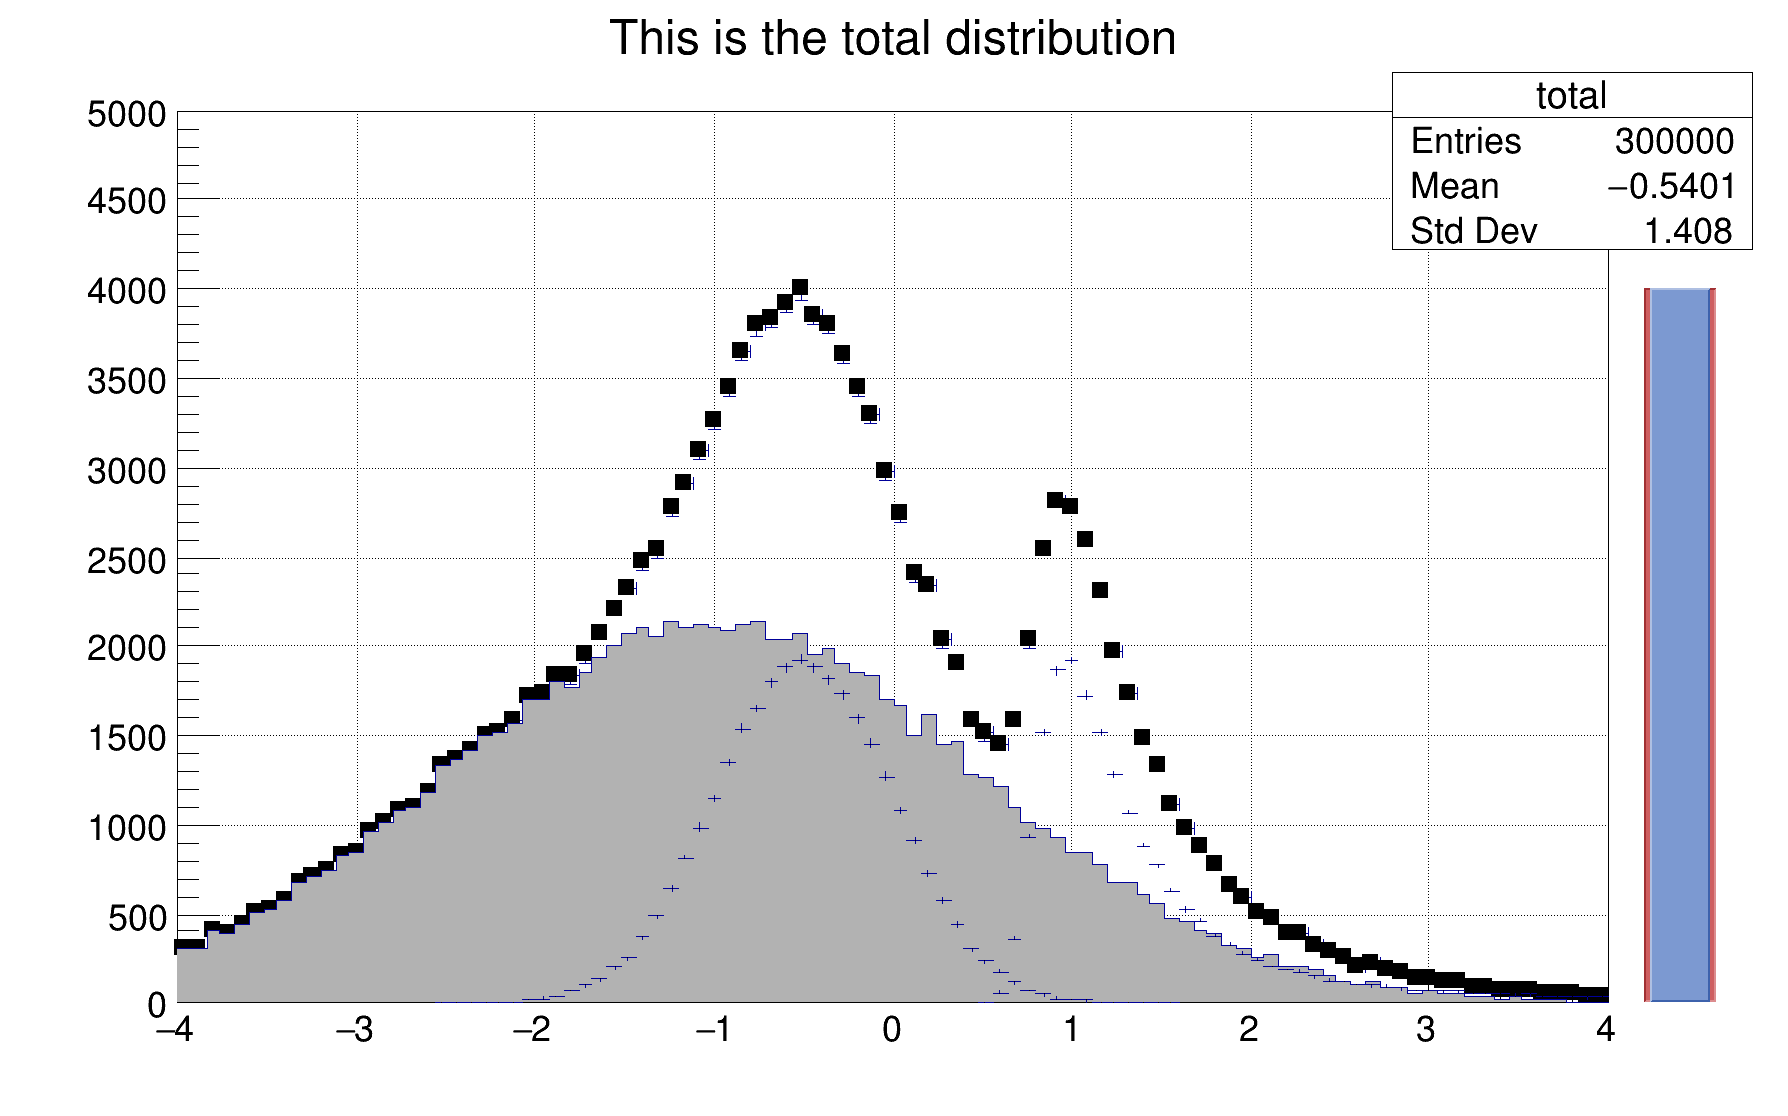 This is the total distribution
total
Entries 300000
Mean −0.5401
Std Dev 1.408
5000
4500
4000
3500
3000
2500
2000
1500
1000
500
0
−4 −3 −2 −1 0 1 2 3 4